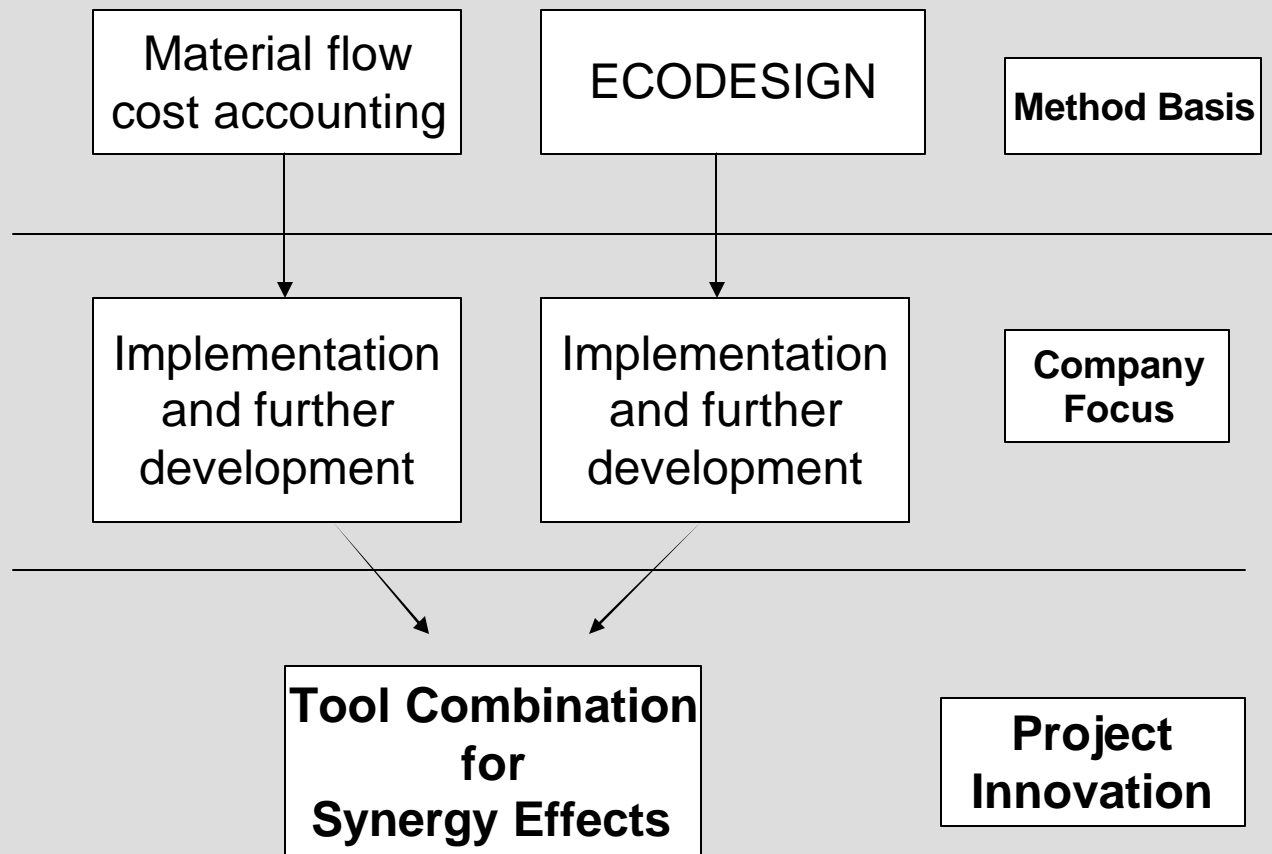 Material flow
cost accounting
ECODESIGN
Method Basis
Implementation
and further
development
Implementation
and further
development
Company
Focus
Tool Combination
for
Synergy Effects
Project
Innovation